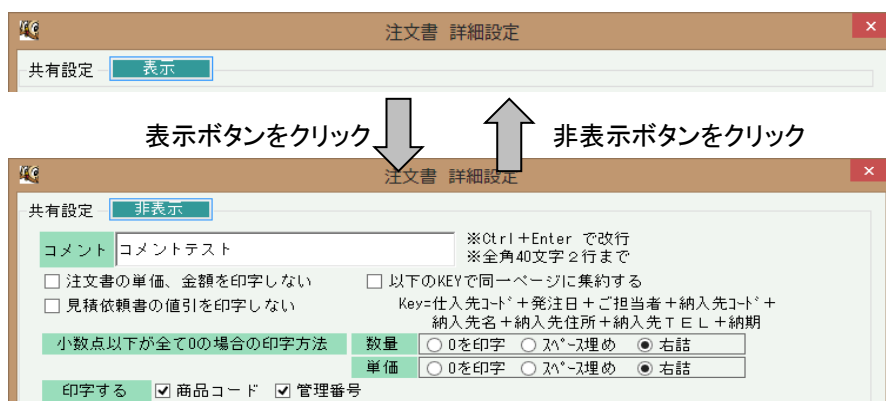 注文書 詳細設定
共有設定 表示
表示ボタンをクリック 非表示ボタンをクリック
注文書 詳細設定
共有設定 非表示
コメント コメントテスト ※Ctrl+Enter で改行
※全角40文字2行まで
□ 注文書の単価、金額を印字しない □ 以下のKEYで同一ページに集約する
□ 見積依頼書の値引を印字しない Key=仕入先ｺｰﾄﾞ+発注日+ご担当者+納入先ｺｰﾄﾞ+
納入先名+納入先住所+納入先ＴＥＬ+納期
小数点以下が全て0の場合の印字方法 数量 ○ 0を印字 ○ ｽﾍﾟｰｽ埋め ◉ 右詰
単価 ○ 0を印字 ○ ｽﾍﾟｰｽ埋め ◉ 右詰
印字する ☑ 商品コード ☑ 管理番号